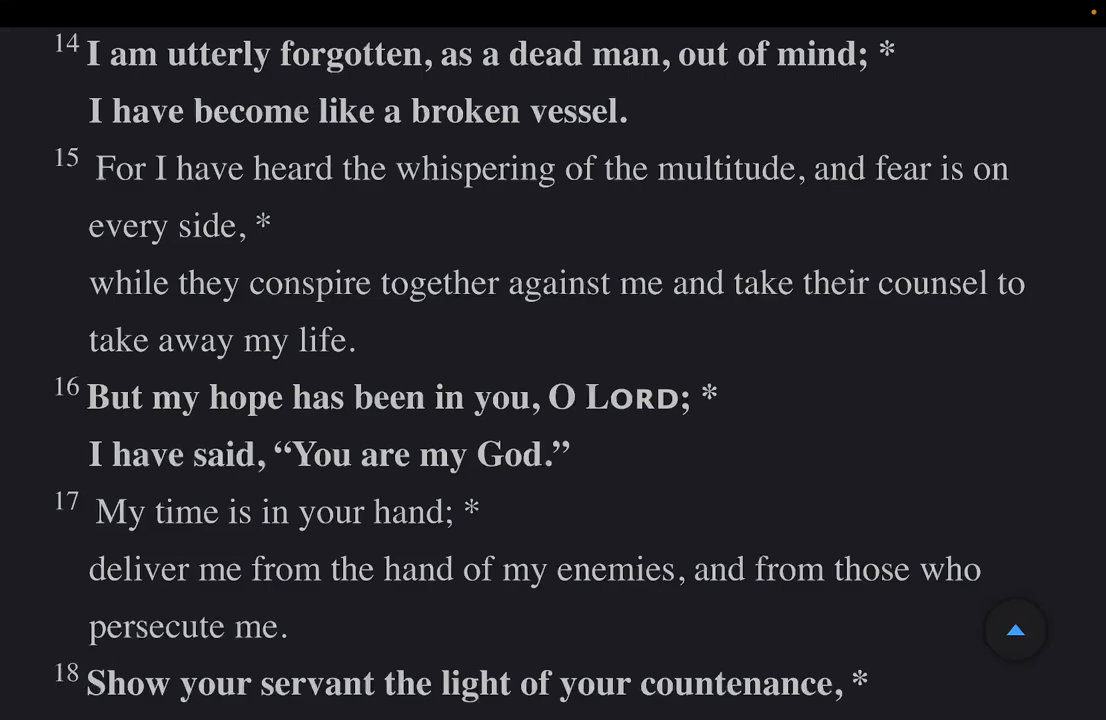 14 I am utterly forgotten, as a dead man, out of mind; *
I have become like a broken vessel.
15 For I have heard the whispering of the multitude, and fear is on
every side, *
while they conspire together against me and take their counsel to
take away my life.
16 But my hope has been in you, O LORD; *
I have said, “You are my God.”
17 My time is in your hand; *
deliver me from the hand of my enemies, and from those who
persecute me.
18 Show your servant the light of your countenance, *